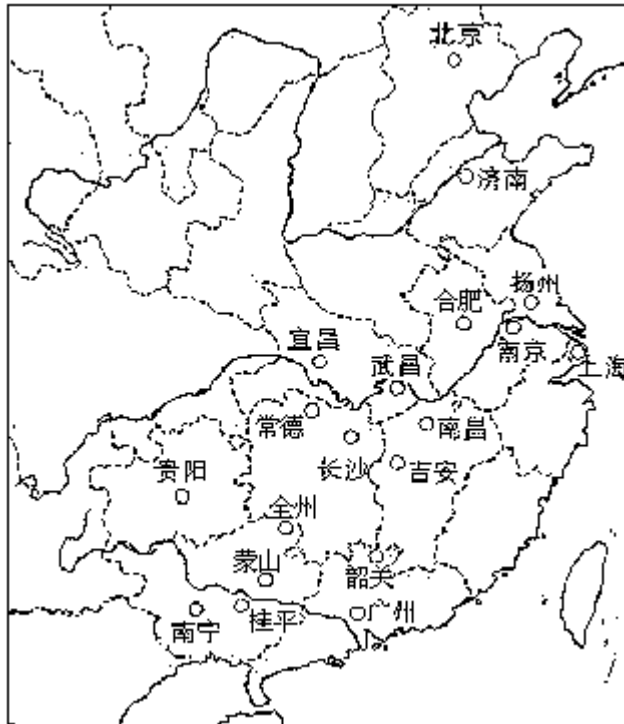 北京
济南
扬州
合肥
南京
宜昌
上海
武昌
常德
南昌
长沙
吉安
贵阳
全州
蒙山
韶关
桂平
广州
南宁